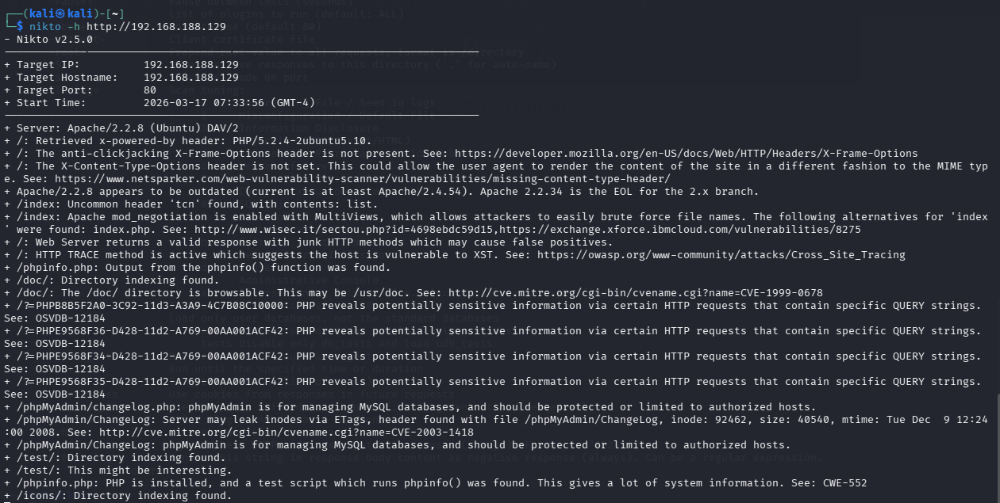 ┌──(kali㉿kali)-[~]
└─$ nikto -h http://192.168.188.129
- Nikto v2.5.0
---------------------------------------------------------------------------
+ Target IP:          192.168.188.129
+ Target Hostname:    192.168.188.129
+ Target Port:        80
+ Start Time:         2026-03-17 07:33:56 (GMT-4)
---------------------------------------------------------------------------
+ Server: Apache/2.2.8 (Ubuntu) DAV/2
+ /: Retrieved x-powered-by header: PHP/5.2.4-2ubuntu5.10.
+ /: The anti-clickjacking X-Frame-Options header is not present. See: https://developer.mozilla.org/en-US/docs/Web/HTTP/Headers/X-Frame-Options
+ /: The X-Content-Type-Options header is not set. This could allow the user agent to render the content of the site in a different fashion to the MIME typ
e. See: https://www.netsparker.com/web-vulnerability-scanner/vulnerabilities/missing-content-type-header/
+ Apache/2.2.8 appears to be outdated (current is at least Apache/2.4.54). Apache 2.2.34 is the EOL for the 2.x branch.
+ /index: Uncommon header 'tcn' found, with contents: list.
+ /index: Apache mod_negotiation is enabled with MultiViews, which allows attackers to easily brute force file names. The following alternatives for 'index
' were found: index.php. See: http://www.wisec.it/sectou.php?id=4698ebdc59d15,https://exchange.xforce.ibmcloud.com/vulnerabilities/8275
+ /: Web Server returns a valid response with junk HTTP methods which may cause false positives.
+ /: HTTP TRACE method is active which suggests the host is vulnerable to XST. See: https://owasp.org/www-community/attacks/Cross_Site_Tracing
+ /phpinfo.php: Output from the phpinfo() function was found.
+ /doc/: Directory indexing found.
+ /doc/: The /doc/ directory is browsable. This may be /usr/doc. See: http://cve.mitre.org/cgi-bin/cvename.cgi?name=CVE-1999-0678
+ /?=PHPB8B5F2A0-3C92-11d3-A3A9-4C7B08C10000: PHP reveals potentially sensitive information via certain HTTP requests that contain specific QUERY strings.
See: OSVDB-12184
+ /?=PHPE9568F36-D428-11d2-A769-00AA001ACF42: PHP reveals potentially sensitive information via certain HTTP requests that contain specific QUERY strings.
See: OSVDB-12184
+ /?=PHPE9568F34-D428-11d2-A769-00AA001ACF42: PHP reveals potentially sensitive information via certain HTTP requests that contain specific QUERY strings.
See: OSVDB-12184
+ /?=PHPE9568F35-D428-11d2-A769-00AA001ACF42: PHP reveals potentially sensitive information via certain HTTP requests that contain specific QUERY strings.
See: OSVDB-12184
+ /phpMyAdmin/changelog.php: phpMyAdmin is for managing MySQL databases, and should be protected or limited to authorized hosts.
+ /phpMyAdmin/ChangeLog: Server may leak inodes via ETags, header found with file /phpMyAdmin/ChangeLog, inode: 92462, size: 40540, mtime: Tue Dec  9 12:24
:00 2008. See: http://cve.mitre.org/cgi-bin/cvename.cgi?name=CVE-2003-1418
+ /phpMyAdmin/ChangeLog: phpMyAdmin is for managing MySQL databases, and should be protected or limited to authorized hosts.
+ /test/: Directory indexing found.
+ /test/: This might be interesting.
+ /phpinfo.php: PHP is installed, and a test script which runs phpinfo() was found. This gives a lot of system information. See: CWE-552
+ /icons/: Directory indexing found.